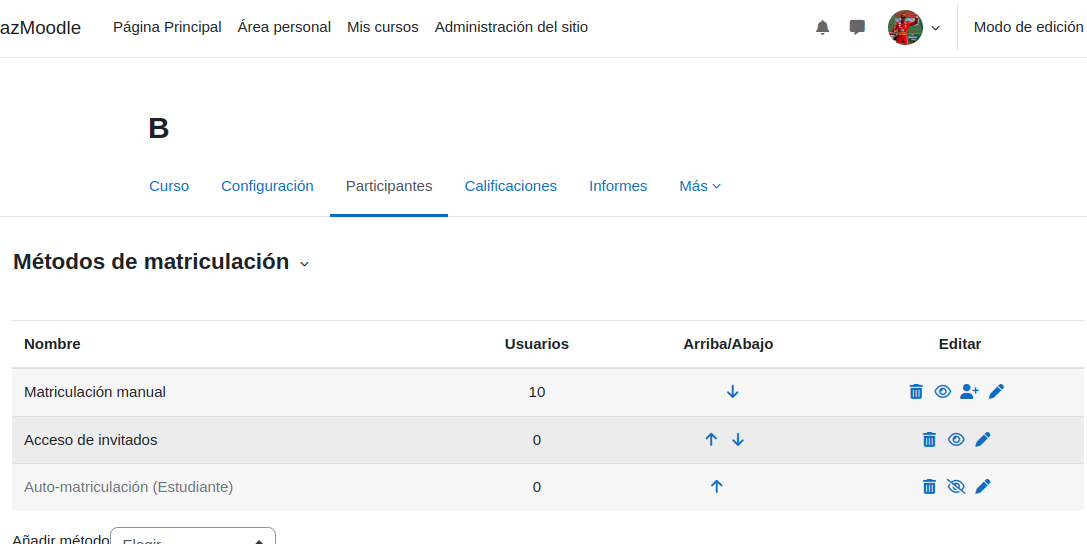 azMoodle Página Principal Área personal Mis cursos Administración del sitio Modo de edición
B
Curso Configuración Participantes Calificaciones Informes Más
Métodos de matriculación
Nombre Usuarios Arriba/Abajo Editar
Matriculación manual 10
Acceso de invitados 0
Auto-matriculación (Estudiante) 0
Añadir método Elegir...